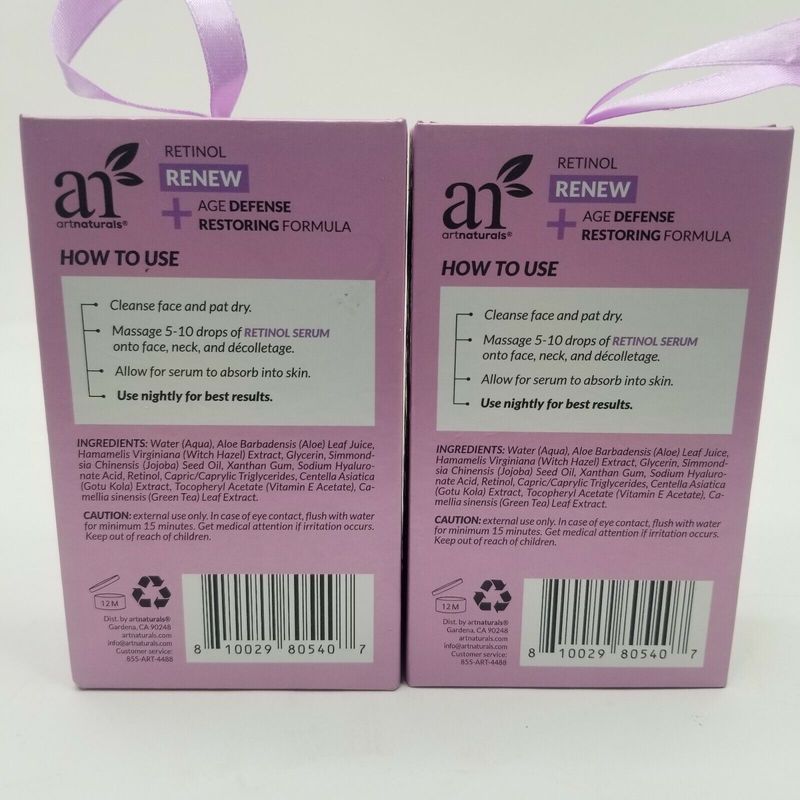 art
artnaturals®
RETINOL
RENEW
+ AGE DEFENSE
RESTORING FORMULA
HOW TO USE
Cleanse face and pat dry.
Massage 5-10 drops of RETINOL SERUM
onto face, neck, and décolletage.
Allow for serum to absorb into skin.
Use nightly for best results.
INGREDIENTS: Water (Aqua), Aloe Barbadensis (Aloe) Leaf Juice,
Hamamelis Virginiana (Witch Hazel) Extract, Glycerin, Simmond-
sia Chinensis (Jojoba) Seed Oil, Xanthan Gum, Sodium Hyaluro-
nate Acid, Retinol, Capric/Caprylic Triglycerides, Centella Asiatica
(Gotu Kola) Extract, Tocopheryl Acetate (Vitamin E Acetate), Ca-
mellia sinensis (Green Tea) Leaf Extract.
CAUTION: external use only. In case of eye contact, flush with water
for minimum 15 minutes. Get medical attention if irritation occurs.
Keep out of reach of children.
12M
Dist. by artnaturals®
Gardena, CA 90248
artnaturals.com
info@artnaturals.com
Customer service:
855-ART-4488
8 10029 80540 7
art
artnaturals®
RETINOL
RENEW
+ AGE DEFENSE
RESTORING FORMULA
HOW TO USE
Cleanse face and pat dry.
Massage 5-10 drops of RETINOL SERUM
onto face, neck, and décolletage.
Allow for serum to absorb into skin.
Use nightly for best results.
INGREDIENTS: Water (Aqua), Aloe Barbadensis (Aloe) Leaf Juice,
Hamamelis Virginiana (Witch Hazel) Extract, Glycerin, Simmond-
sia Chinensis (Jojoba) Seed Oil, Xanthan Gum, Sodium Hyaluro-
nate Acid, Retinol, Capric/Caprylic Triglycerides, Centella Asiatica
(Gotu Kola) Extract, Tocopheryl Acetate (Vitamin E Acetate), Ca-
mellia sinensis (Green Tea) Leaf Extract.
CAUTION: external use only. In case of eye contact, flush with water
for minimum 15 minutes. Get medical attention if irritation occurs.
Keep out of reach of children.
12M
Dist. by artnaturals®
Gardena, CA 90248
artnaturals.com
info@artnaturals.com
Customer service:
855-ART-4488
8 10029 80540 7